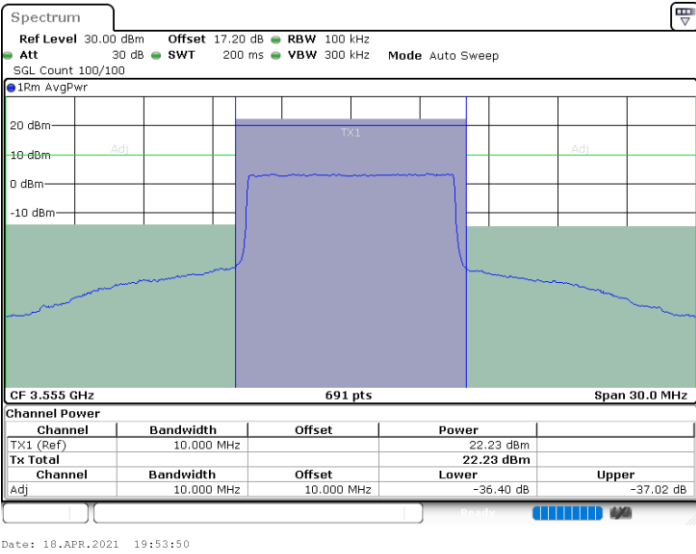 Spectrum
Ref Level 30.00 dBm Offset 17.20 dB RBW 100 kHz
Att 30 dB SWT 200 ms VBW 300 kHz Mode Auto Sweep
SGL Count 100/100
1Rm AvgPwr
20 dBm
TX1
Adj Adj
10 dBm
0 dBm
-10 dBm
CF 3.555 GHz 691 pts Span 30.0 MHz
Channel Power
Channel Bandwidth Offset Power
TX1 (Ref) 10.000 MHz 22.23 dBm
Tx Total 22.23 dBm
Channel Bandwidth Offset Lower Upper
Adj 10.000 MHz 10.000 MHz -36.40 dB -37.02 dB
Ready
Date: 18.APR.2021 19:53:50